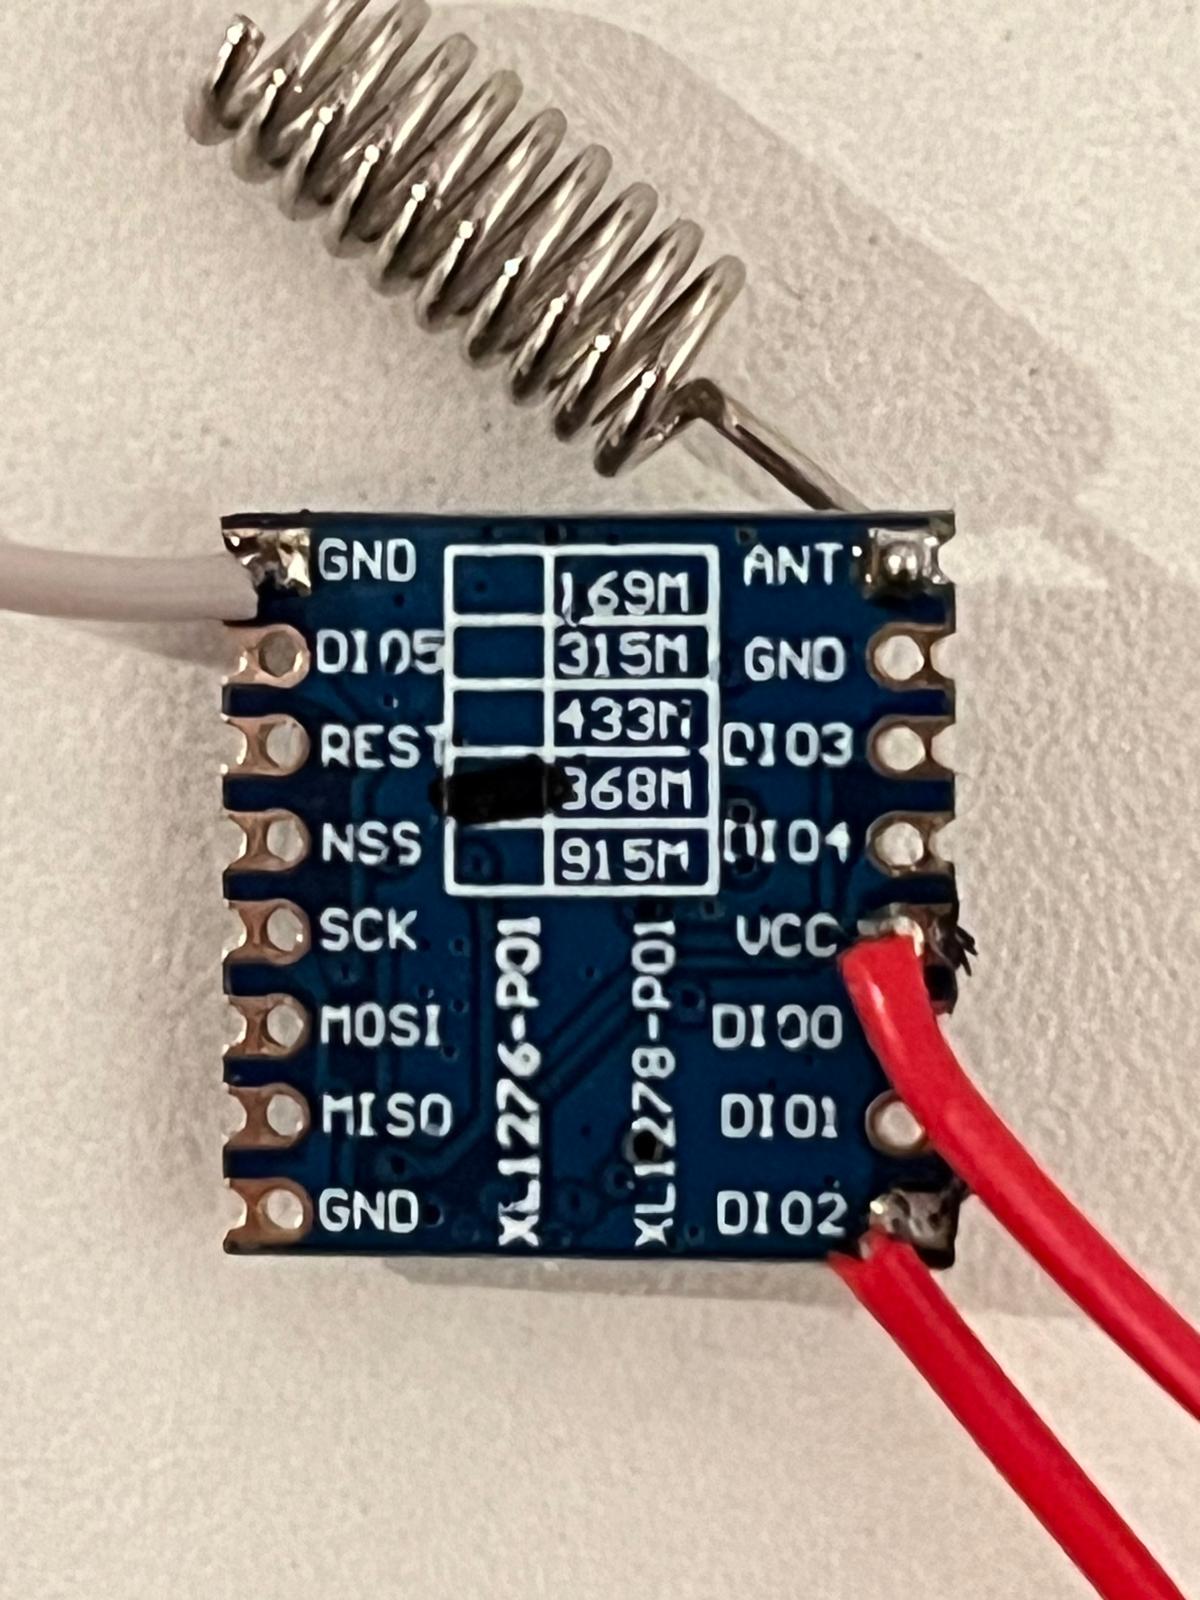 GND
DIO5
REST
NSS
SCK
MOSI
MISO
GND
169M
315M
433M
368M
915M
XL1276-P01
XL1278-P01
ANT
GND
DIO3
DIO4
VCC
DIO0
DIO1
DIO2